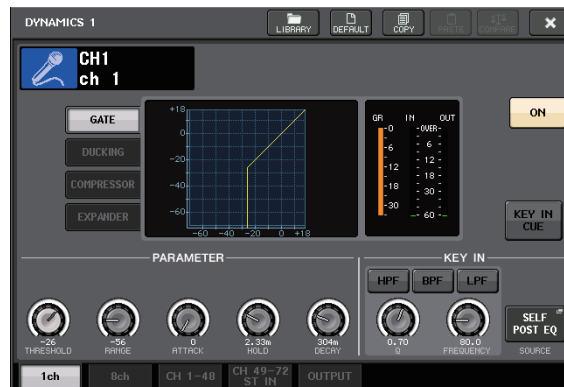 DYNAMICS 1
LIBRARY
DEFAULT
COPY
PASTE
COMPARE
CH1
ch 1
GATE
DUCKING
COMPRESSOR
EXPANDER
+18
0
-20
-40
-60
-60 -40 -20 0 +18
GR IN OUT
0 -OVER-
-6 6
-12 12
-18 18
-30 30
- 60 -
ON
KEY IN
CUE
PARAMETER
KEY IN
HPF BPF LPF
-26
THRESHOLD
-56
RANGE
0
ATTACK
2.33m
HOLD
304m
DECAY
0.70
Q
80.0
FREQUENCY
SELF
POST EQ
SOURCE
1ch
8ch
CH 1-48
CH 49-72
ST IN
OUTPUT